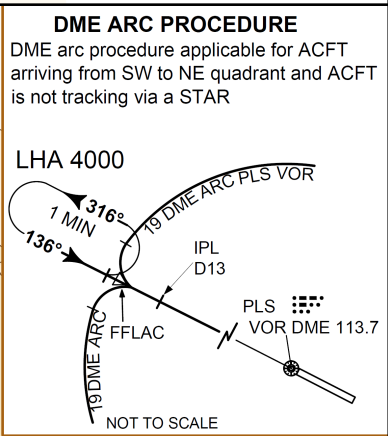 DME ARC PROCEDURE
DME arc procedure applicable for ACFT
arriving from SW to NE quadrant and ACFT
is not tracking via a STAR
LHA 4000
19 DME ARC PLS VOR
316°
1 MIN
136°
IPL
D13
PLS
VOR DME 113.7
FFLAC
19 DME ARC
NOT TO SCALE